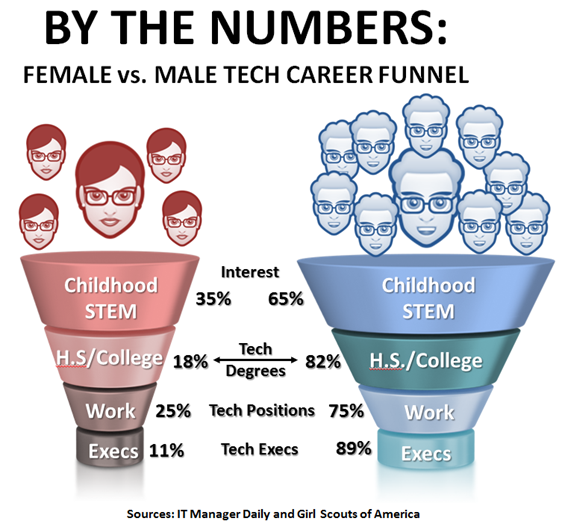 BY THE NUMBERS:
FEMALE vs. MALE TECH CAREER FUNNEL
Childhood
STEM
Interest
35% 65%
Childhood
STEM
H.S/College 18% Tech
Degrees 82% H.S./College
Work 25% Tech Positions 75% Work
Execs 11% Tech Execs 89% Execs
Sources: IT Manager Daily and Girl Scouts of America